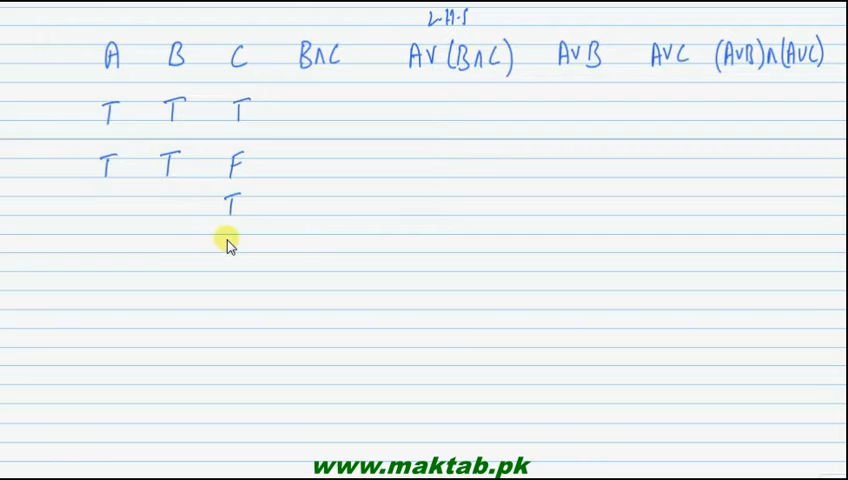 L.H.S
A B C B∧C A∨(B∧C) A∨B A∨C (A∨B)∧(A∨C)
T T T
T T F
T
www.maktab.pk